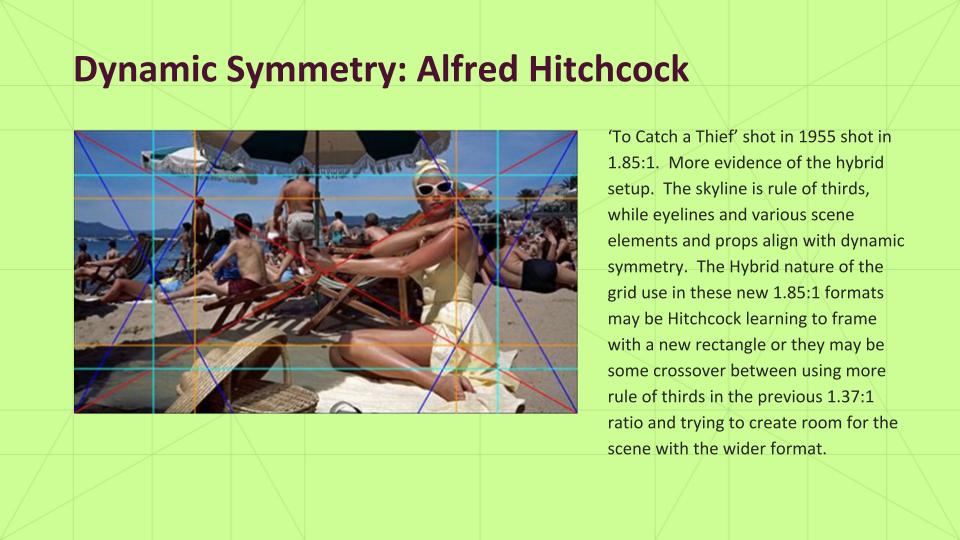 Dynamic Symmetry: Alfred Hitchcock
‘To Catch a Thief’ shot in 1955 shot in
1.85:1.  More evidence of the hybrid
setup.  The skyline is rule of thirds,
while eyelines and various scene
elements and props align with dynamic
symmetry.  The Hybrid nature of the
grid use in these new 1.85:1 formats
may be Hitchcock learning to frame
with a new rectangle or they may be
some crossover between using more
rule of thirds in the previous 1.37:1
ratio and trying to create room for the
scene with the wider format.